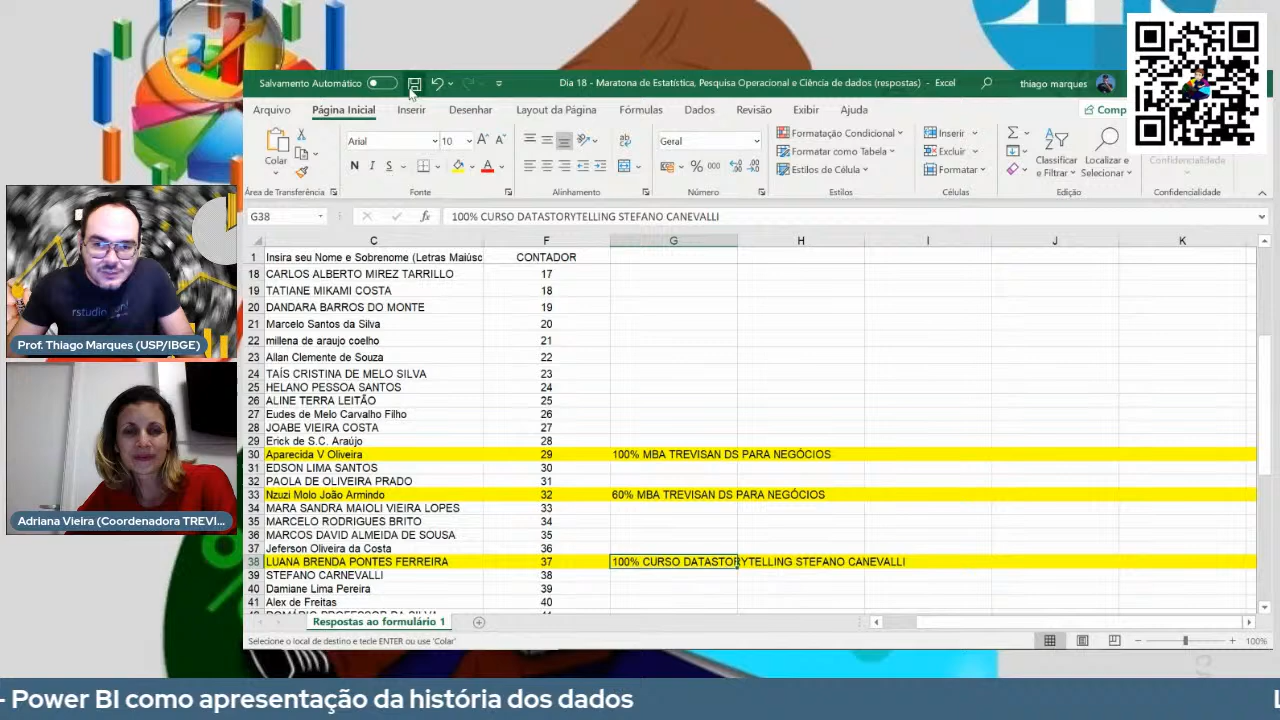 Salvamento Automático
Dia 18 - Maratona de Estatística, Pesquisa Operacional e Ciência de dados (respostas) - Excel
thiago marques
Arquivo Página Inicial Inserir Desenhar Layout da Página Fórmulas Dados Revisão Exibir Ajuda Comp
Colar
Arial 10
N I S
Geral
% 000
Formatação Condicional
Formatar como Tabela
Estilos de Célula
Inserir
Excluir
Formatar
Classificar e Filtrar
Localizar e Selecionar
Confidencialidade
Área de Transferência Fonte Alinhamento Número Estilos Células Edição Confidencialidade
G38 fx 100% CURSO DATASTORYTELLING STEFANO CANEVALLI
C F G H I J K
1 Insira seu Nome e Sobrenome (Letras Maiúsc CONTADOR
18 CARLOS ALBERTO MIREZ TARRILLO 17
19 TATIANE MIKAMI COSTA 18
20 DANDARA BARROS DO MONTE 19
21 Marcelo Santos da Silva 20
22 millena de araujo coelho 21
23 Allan Clemente de Souza 22
24 TAÍS CRISTINA DE MELO SILVA 23
25 HELANO PESSOA SANTOS 24
26 ALINE TERRA LEITÃO 25
27 Eudes de Melo Carvalho Filho 26
28 JOABE VIEIRA COSTA 27
29 Erick de S.C. Araújo 28
30 Aparecida V Oliveira 29 100% MBA TREVISAN DS PARA NEGÓCIOS
31 EDSON LIMA SANTOS 30
32 PAOLA DE OLIVEIRA PRADO 31
33 Nzuzi Molo João Armindo 32 60% MBA TREVISAN DS PARA NEGÓCIOS
34 MARA SANDRA MAIOLI VIEIRA LOPES 33
35 MARCELO RODRIGUES BRITO 34
36 MARCOS DAVID ALMEIDA DE SOUSA 35
37 Jeferson Oliveira da Costa 36
38 LUANA BRENDA PONTES FERREIRA 37 100% CURSO DATASTORYTELLING STEFANO CANEVALLI
39 STEFANO CARNEVALLI 38
40 Damiane Lima Pereira 39
41 Alex de Freitas 40
Respostas ao formulário 1
Selecione o local de destino e tecle ENTER ou use 'Colar'
100%
rstudio
Prof. Thiago Marques (USP/IBGE)
Adriana Vieira (Coordenadora TREVI...
- Power BI como apresentação da história dos dados